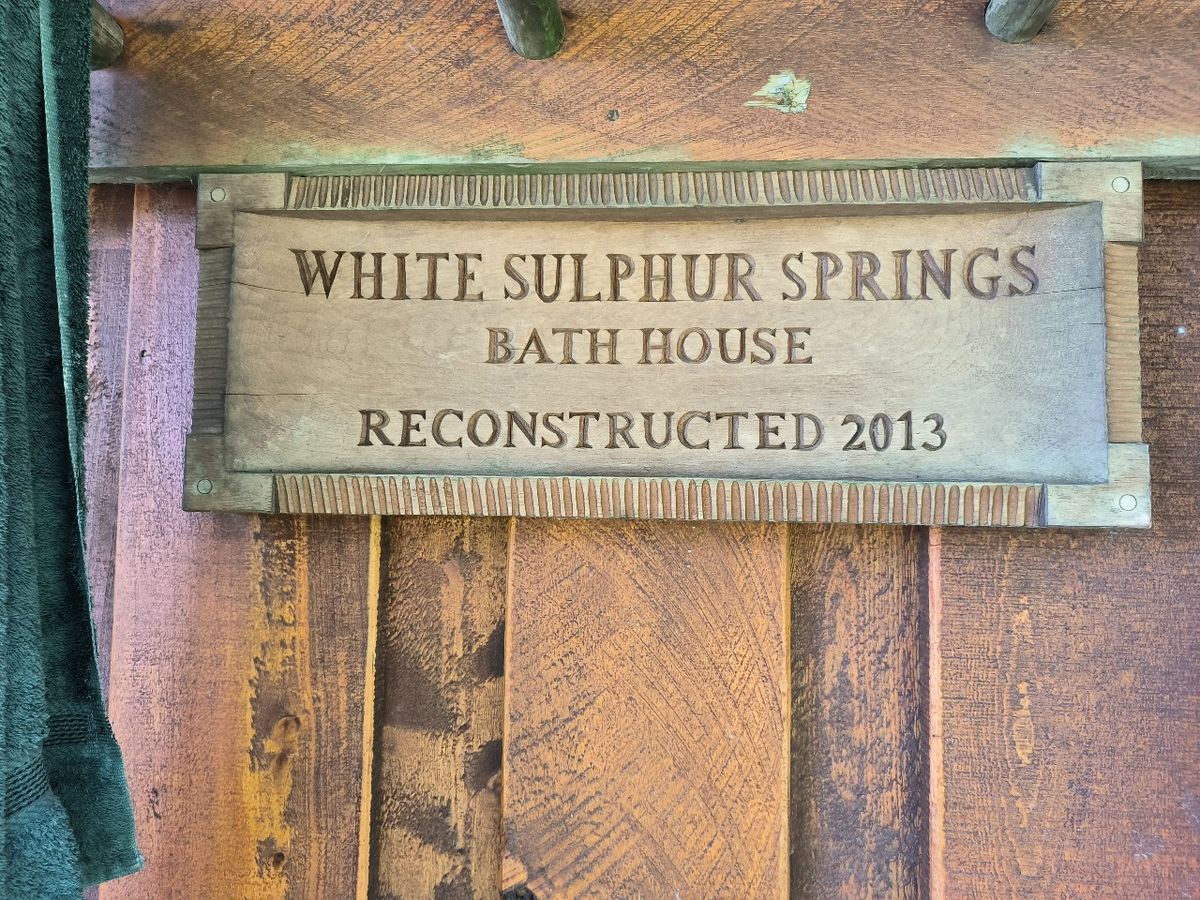 WHITE SULPHUR SPRINGS
BATH HOUSE
RECONSTRUCTED 2013